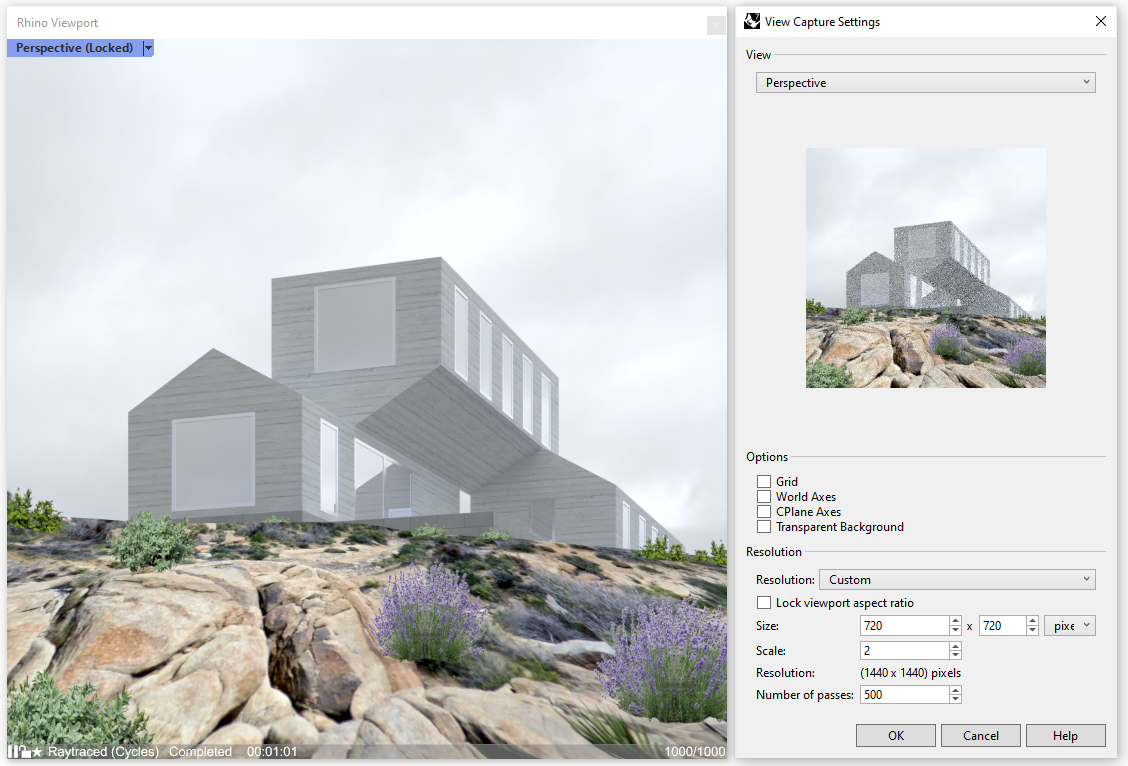 Rhino Viewport
Perspective (Locked)
Raytraced (Cycles) Completed 00:01:01 1000/1000
View Capture Settings
View
Perspective
Options
Grid
World Axes
CPlane Axes
Transparent Background
Resolution
Resolution: Custom
Lock viewport aspect ratio
Size: 720 x 720 pixe
Scale: 2
Resolution: (1440 x 1440) pixels
Number of passes: 500
OK Cancel Help